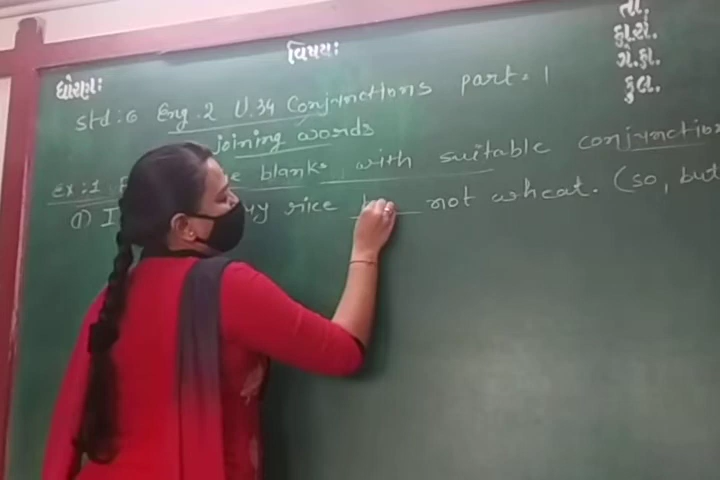 ધોરણ:
વિષય:
તા.
કુ.સં.
ગે.હા.
કુલ.
std : 6 Eng. 2 U.34 Conjunctions part - 1
joining words
Ex : 1 blanks with suitable conjunction
(1) I rice not wheat. (so, but